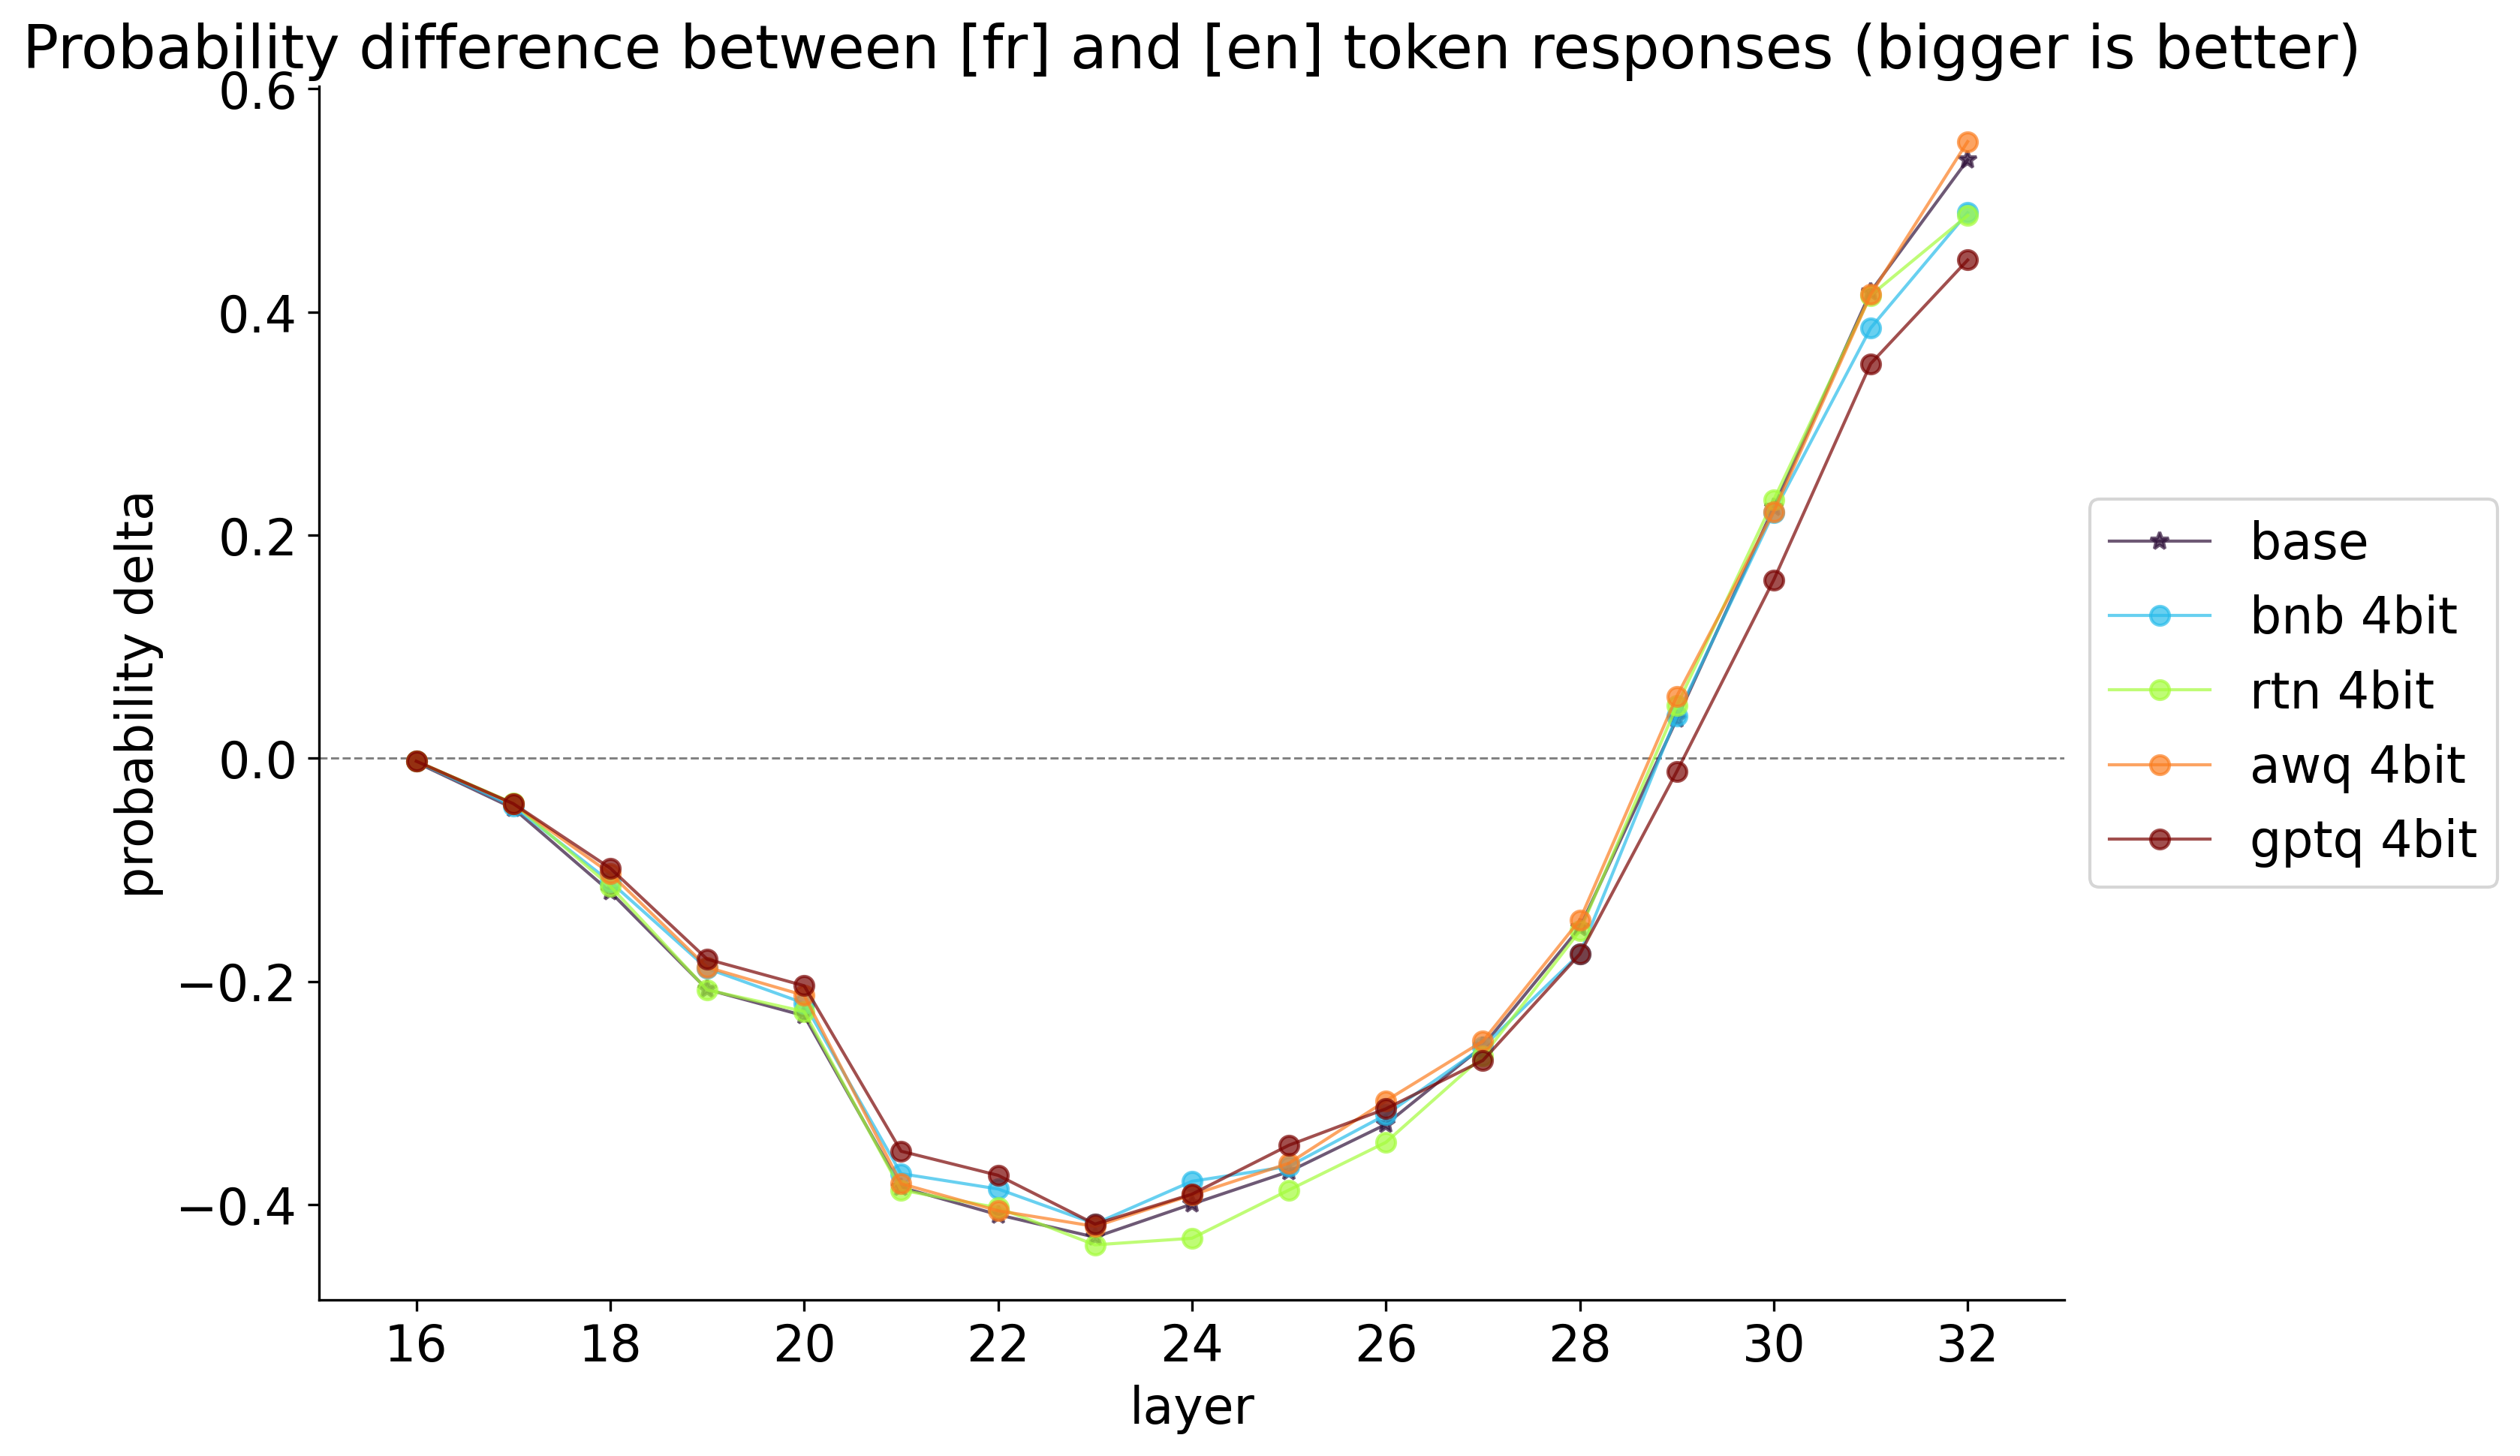 Probability difference between [fr] and [en] token responses (bigger is better)
0.6
0.4
0.2
0.0
−0.2
−0.4
probability delta
16 18 20 22 24 26 28 30 32
layer
base
bnb 4bit
rtn 4bit
awq 4bit
gptq 4bit